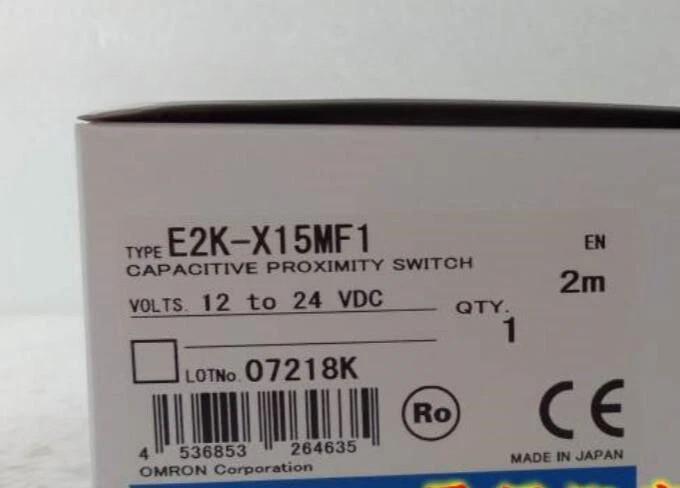 TYPE E2K-X15MF1
EN
CAPACITIVE PROXIMITY SWITCH
2m
VOLTS. 12 to 24 VDC
QTY.
1
LOTNo. 07218K
Ro
CE
4 536853 264635
MADE IN JAPAN
OMRON Corporation